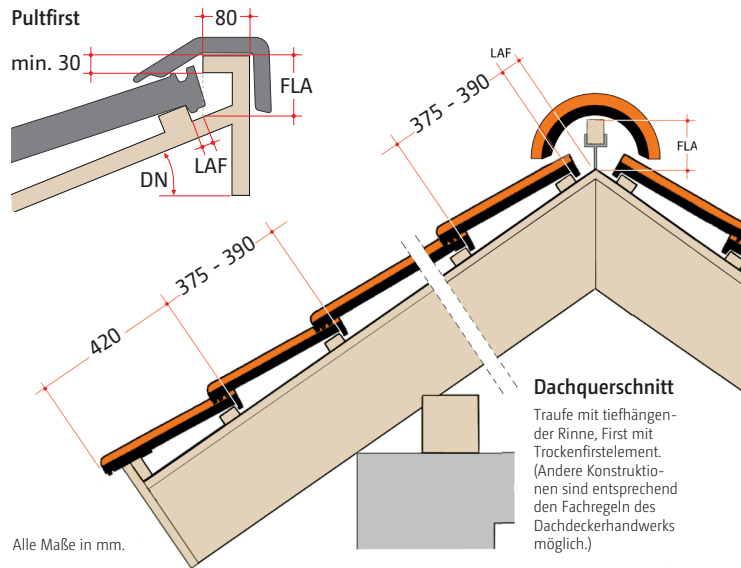 Pultfirst
80
min. 30
FLA
LAF
DN
LAF
375 - 390
FLA
375 - 390
420
Dachquerschnitt
Traufe mit tiefhängen-
der Rinne, First mit
Trockenfirstelement.
(Andere Konstruktio-
nen sind entsprechend
den Fachregeln des
Dachdeckerhandwerks
möglich.)
Alle Maße in mm.